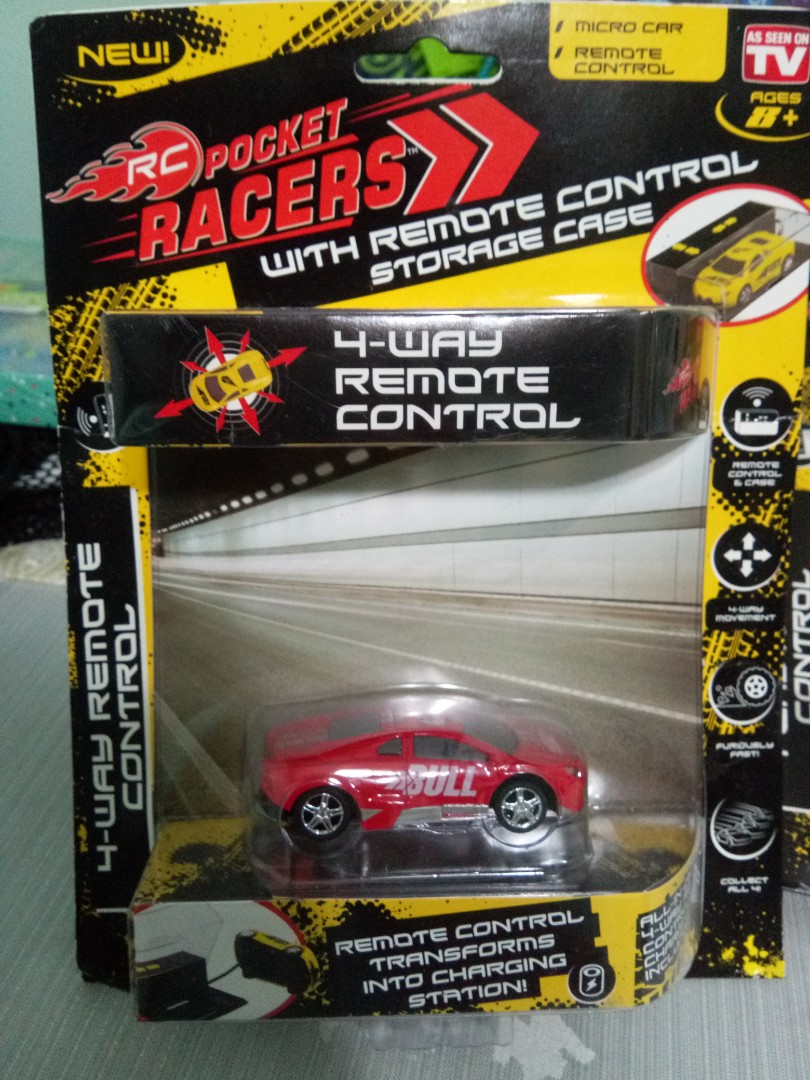 NEW!
MICRO CAR
REMOTE
CONTROL
AS SEEN ON
TV
AGES
8+
RC POCKET
RACERS™
WITH REMOTE CONTROL
STORAGE CASE
4-WAY
REMOTE
CONTROL
REMOTE
CONTROL
& CASE
4-WAY
MOVEMENT
FURIOUSLY
FAST!
COLLECT
ALL 4!
4-WAY REMOTE
CONTROL
BULL
REMOTE CONTROL
TRANSFORMS
INTO CHARGING
STATION!
CONTROL